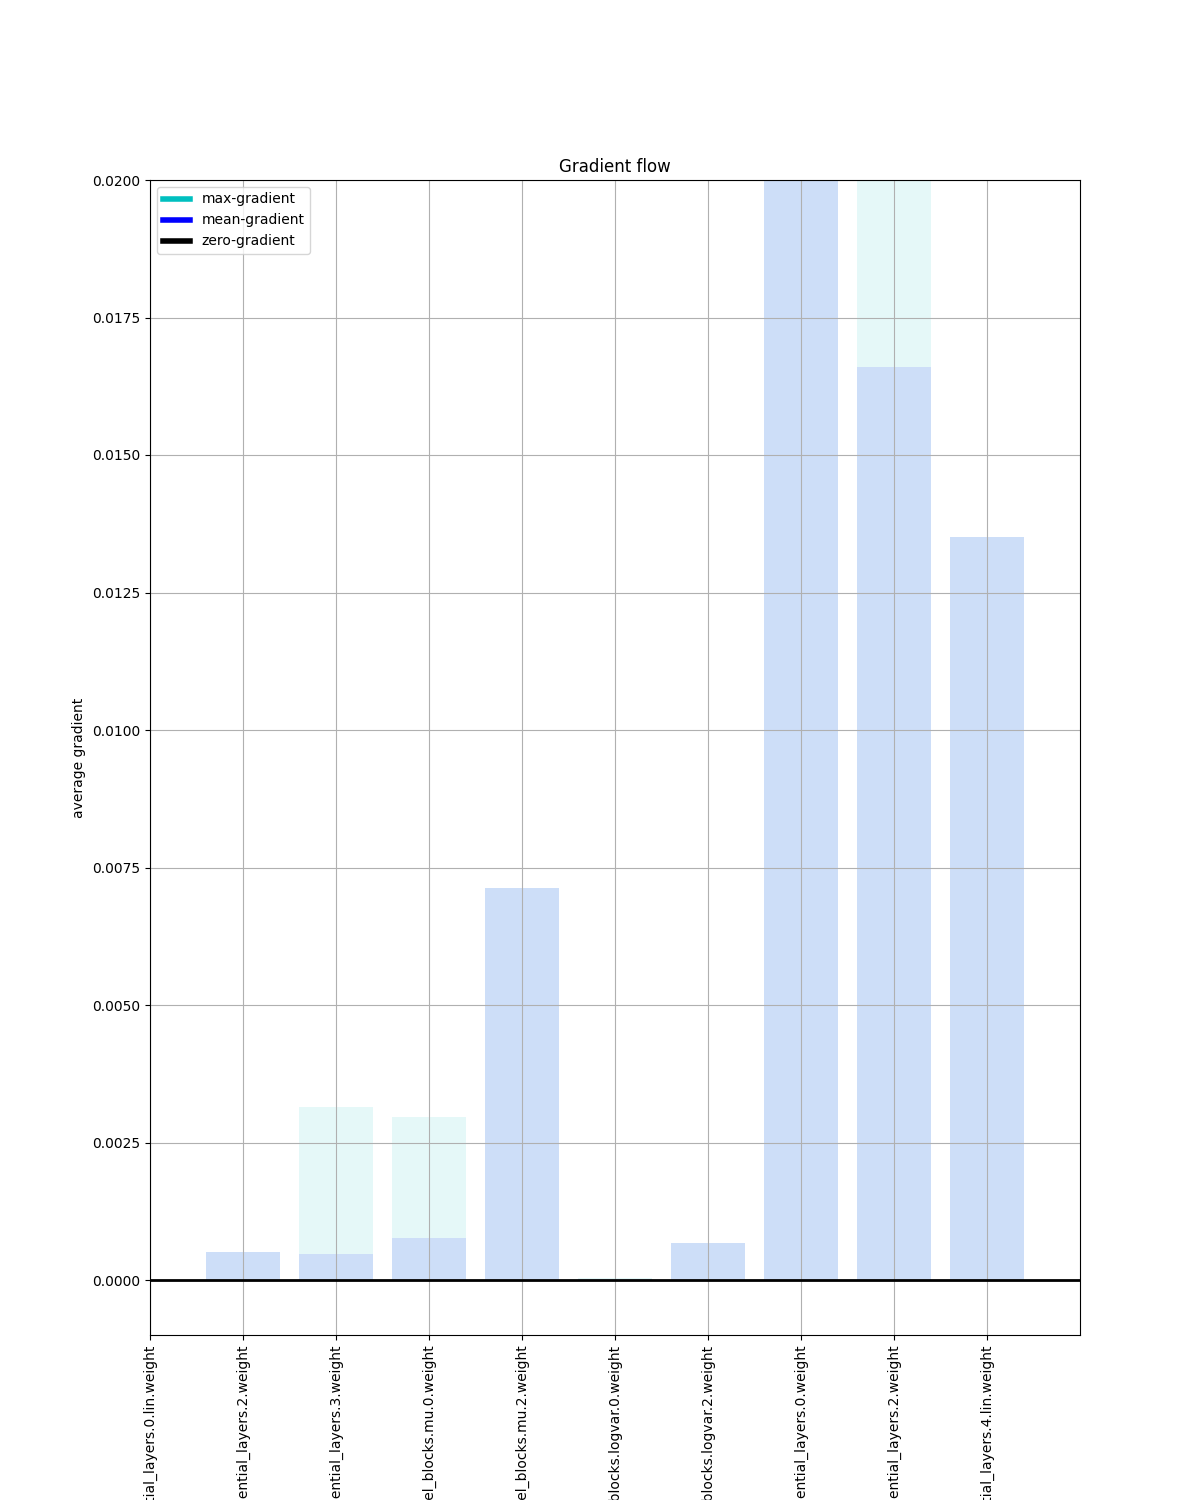 Gradient flow
max-gradient
mean-gradient
zero-gradient
0.0200
0.0175
0.0150
0.0125
0.0100
0.0075
0.0050
0.0025
0.0000
average gradient
tial_layers.0.lin.weight
ential_layers.2.weight
ential_layers.3.weight
el_blocks.mu.0.weight
el_blocks.mu.2.weight
blocks.logvar.0.weight
blocks.logvar.2.weight
ential_layers.0.weight
ential_layers.2.weight
tial_layers.4.lin.weight